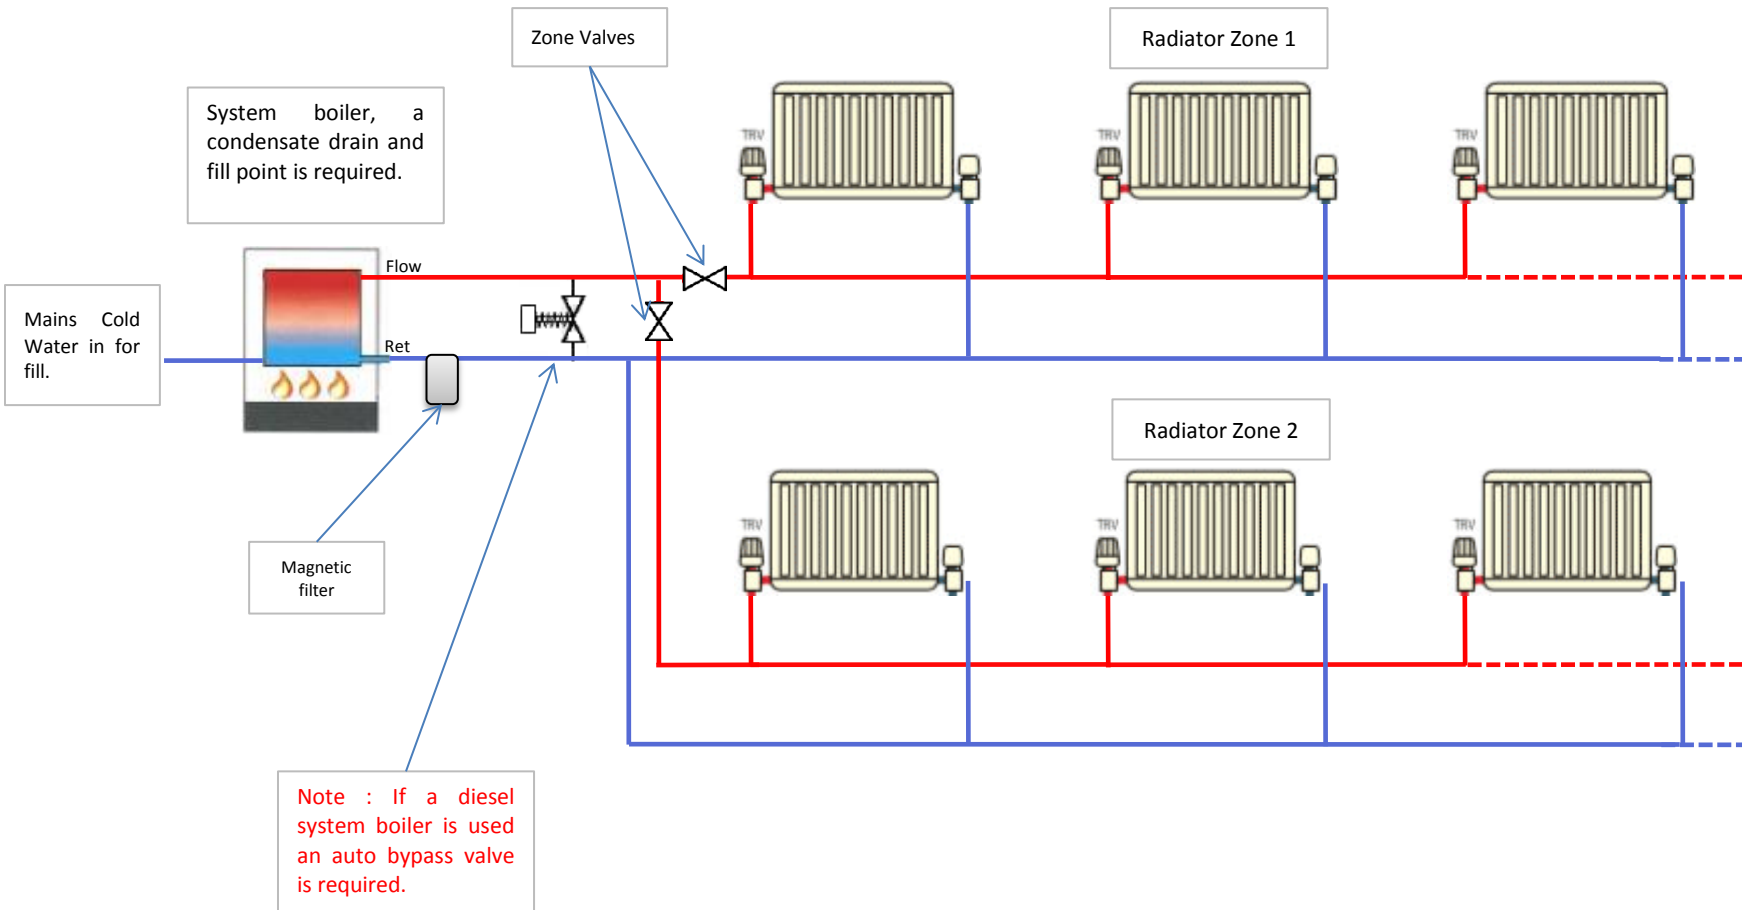 Zone Valves
Radiator Zone 1
System boiler, a
condensate drain and
fill point is required.
TRV
TRV
TRV
Flow
Mains Cold
Water in for
fill.
Ret
Radiator Zone 2
TRV
TRV
TRV
Magnetic
filter
Note : If a diesel
system boiler is used
an auto bypass valve
is required.